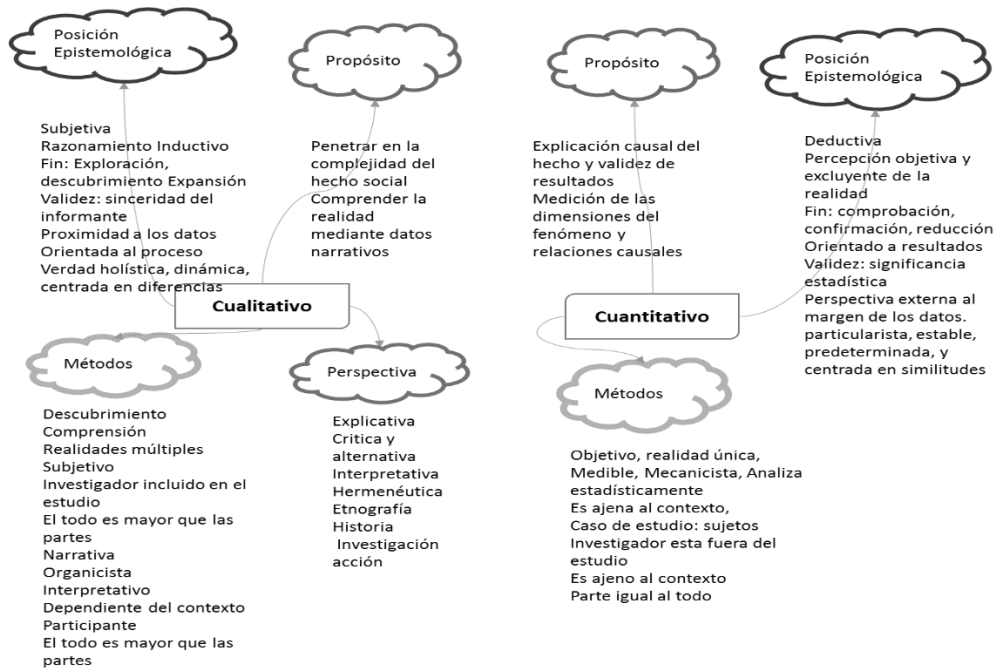 Posición
Epistemológica
Subjetiva
Razonamiento Inductivo
Fin: Exploración,
descubrimiento Expansión
Validez: sinceridad del
informante
Proximidad a los datos
Orientada al proceso
Verdad holística, dinámica,
centrada en diferencias
Propósito
Penetrar en la
complejidad del
hecho social
Comprender la
realidad
mediante datos
narrativos
Cualitativo
Métodos
Descubrimiento
Comprensión
Realidades múltiples
Subjetivo
Investigador incluido en el
estudio
El todo es mayor que las
partes
Narrativa
Organicista
Interpretativo
Dependiente del contexto
Participante
El todo es mayor que las
partes
Perspectiva
Explicativa
Critica y
alternativa
Interpretativa
Hermenéutica
Etnografía
Historia
Investigación
acción
Propósito
Explicación causal del
hecho y validez de
resultados
Medición de las
dimensiones del
fenómeno y
relaciones causales
Posición
Epistemológica
Deductiva
Percepción objetiva y
excluyente de la
realidad
Fin: comprobación,
confirmación, reducción
Orientado a resultados
Validez: significancia
estadística
Perspectiva externa al
margen de los datos.
particularista, estable,
predeterminada, y
centrada en similitudes
Cuantitativo
Métodos
Objetivo, realidad única,
Medible, Mecanicista, Analiza
estadísticamente
Es ajena al contexto,
Caso de estudio: sujetos
Investigador esta fuera del
estudio
Es ajeno al contexto
Parte igual al todo